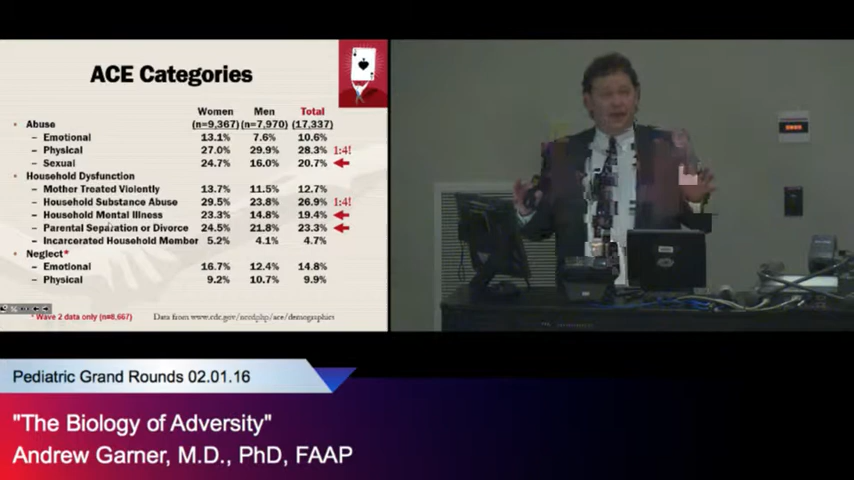 ACE Categories
Women Men Total
(n=9,367) (n=7,970) (17,337)
• Abuse
– Emotional 13.1% 7.6% 10.6%
– Physical 27.0% 29.9% 28.3% 1:4!
– Sexual 24.7% 16.0% 20.7%
• Household Dysfunction
– Mother Treated Violently 13.7% 11.5% 12.7%
– Household Substance Abuse 29.5% 23.8% 26.9% 1:4!
– Household Mental Illness 23.3% 14.8% 19.4%
– Parental Separation or Divorce 24.5% 21.8% 23.3%
– Incarcerated Household Member 5.2% 4.1% 4.7%
• Neglect*
– Emotional 16.7% 12.4% 14.8%
– Physical 9.2% 10.7% 9.9%
* Wave 2 data only (n=8,667) Data from www.cdc.gov/nccdphp/ace/demographics
Pediatric Grand Rounds 02.01.16
"The Biology of Adversity"
Andrew Garner, M.D., PhD, FAAP